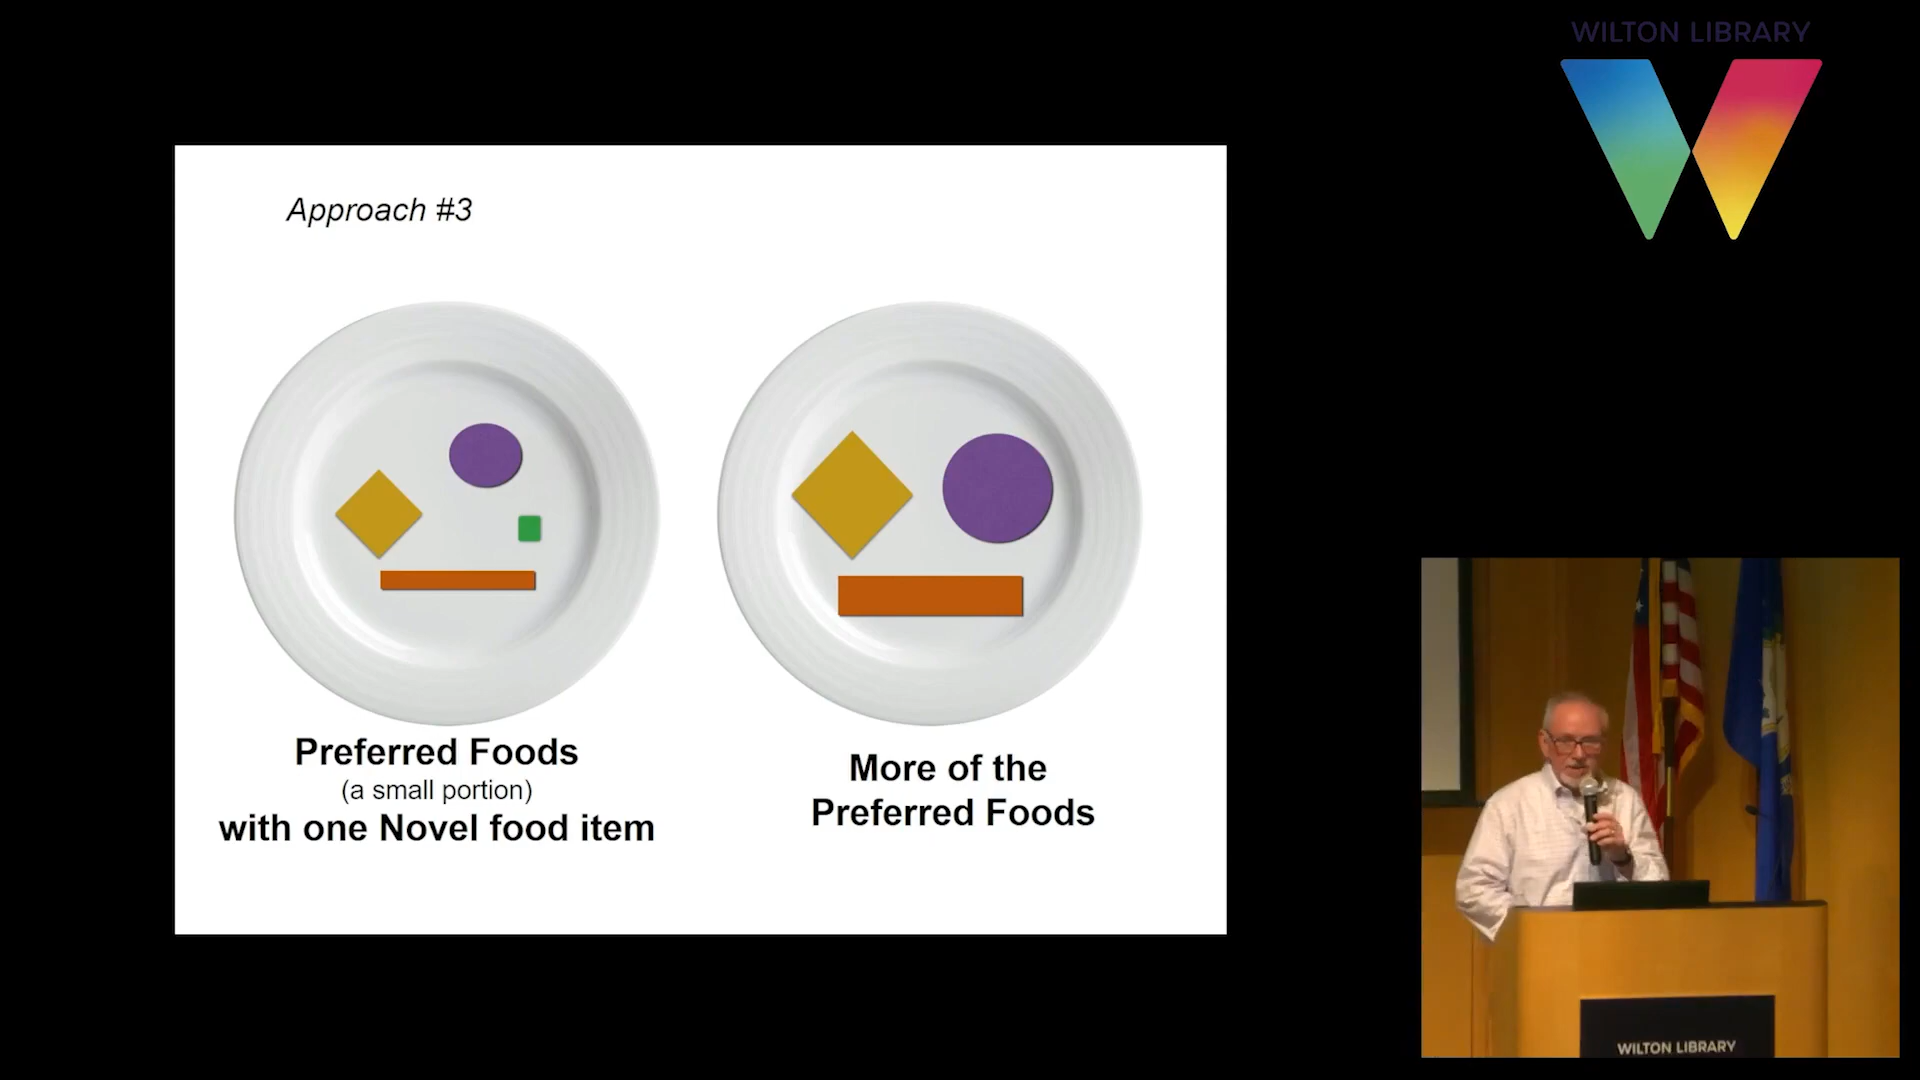 WILTON LIBRARY
Approach #3
Preferred Foods
(a small portion)
with one Novel food item
More of the
Preferred Foods
WILTON LIBRARY